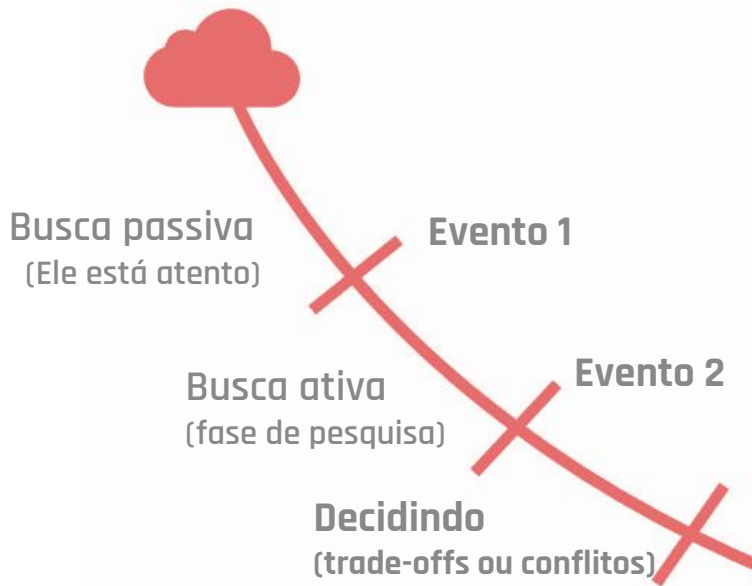 Busca passiva
(Ele está atento)
Evento 1
Busca ativa
(fase de pesquisa)
Evento 2
Decidindo
(trade-offs ou conflitos)